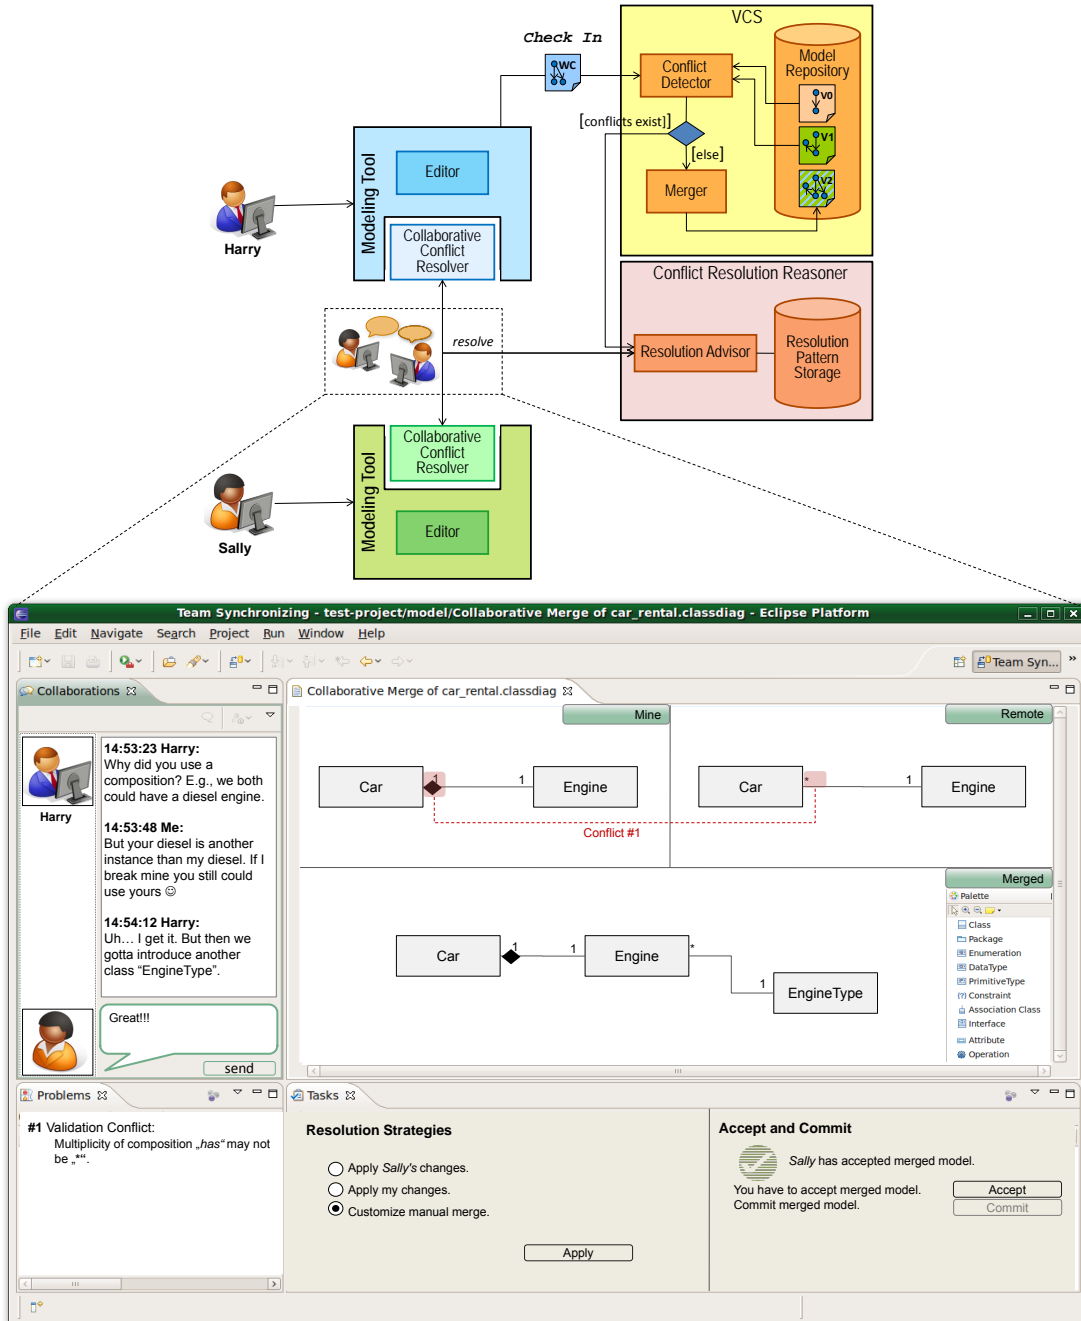 VCS
Check In
WC
Conflict
Detector
Model
Repository
V0
[conflicts exist]]
V1
[else]
Editor
Merger
V2
Modeling Tool
Harry
Collaborative
Conflict
Resolver
Conflict Resolution Reasoner
resolve
Resolution Advisor
Resolution
Pattern
Storage
Collaborative
Conflict
Resolver
Modeling Tool
Editor
Sally
Team Synchronizing - test-project/model/Collaborative Merge of car_rental.classdiag - Eclipse Platform
File Edit Navigate Search Project Run Window Help
Team Syn... »
Collaborations
Collaborative Merge of car_rental.classdiag
Harry
14:53:23 Harry:
Why did you use a
composition? E.g., we both
could have a diesel engine.
14:53:48 Me:
But your diesel is another
instance than my diesel. If I
break mine you still could
use yours ☺
14:54:12 Harry:
Uh… I get it. But then we
gotta introduce another
class “EngineType”.
Great!!!
send
Mine
Car 1 1 Engine
Remote
Car * 1 Engine
Conflict #1
Merged
Car 1 1 Engine *
1 EngineType
Palette
Class
Package
Enumeration
DataType
PrimitiveType
Constraint
Association Class
Interface
Attribute
Operation
Problems
#1 Validation Conflict:
Multiplicity of composition „has“ may not
be „*“.
Tasks
Resolution Strategies
Apply Sally's changes.
Apply my changes.
Customize manual merge.
Apply
Accept and Commit
Sally has accepted merged model.
You have to accept merged model.
Accept
Commit merged model.
Commit